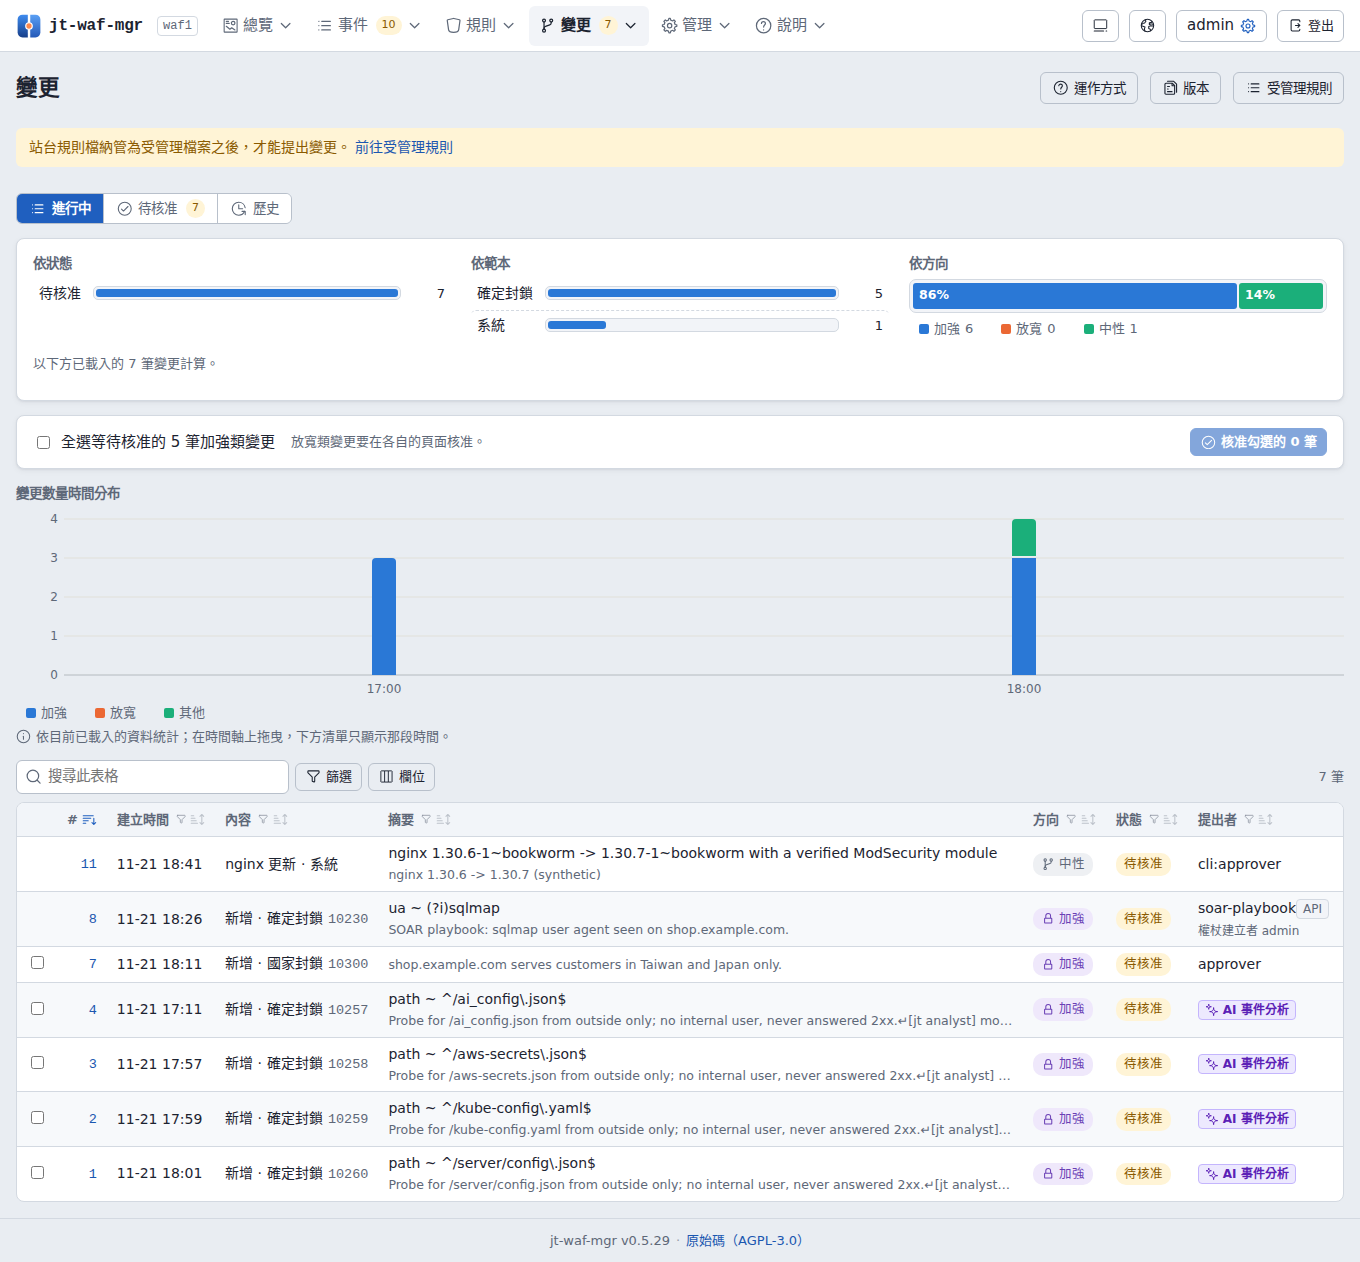 jt-waf-mgr waf1 總覽 事件 10 規則 變更 7 管理 說明 admin 登出
變更 運作方式 版本 受管理規則
站台規則檔納管為受管理檔案之後，才能提出變更。 前往受管理規則
進行中 待核准 7 歷史
依狀態 依範本 依方向
待核准 7 確定封鎖 5 86% 14%
系統 1 加強 6 放寬 0 中性 1
以下方已載入的 7 筆變更計算。
全選等待核准的 5 筆加強類變更 放寬類變更要在各自的頁面核准。 核准勾選的 0 筆
變更數量時間分布
4
3
2
1
0
17:00 18:00
加強 放寬 其他
依目前已載入的資料統計；在時間軸上拖曳，下方清單只顯示那段時間。
搜尋此表格 篩選 欄位 7 筆
# 建立時間 內容 摘要 方向 狀態 提出者
11 11-21 18:41 nginx 更新 · 系統 nginx 1.30.6-1~bookworm -> 1.30.7-1~bookworm with a verified ModSecurity module 中性 待核准 cli:approver
nginx 1.30.6 -> 1.30.7 (synthetic)
8 11-21 18:26 新增 · 確定封鎖 10230 ua ~ (?i)sqlmap 加強 待核准 soar-playbook API
SOAR playbook: sqlmap user agent seen on shop.example.com. 權杖建立者 admin
7 11-21 18:11 新增 · 國家封鎖 10300 shop.example.com serves customers in Taiwan and Japan only. 加強 待核准 approver
4 11-21 17:11 新增 · 確定封鎖 10257 path ~ ^/ai_config\.json$ 加強 待核准 AI 事件分析
Probe for /ai_config.json from outside only; no internal user, never answered 2xx.↵[jt analyst] mo…
3 11-21 17:57 新增 · 確定封鎖 10258 path ~ ^/aws-secrets\.json$ 加強 待核准 AI 事件分析
Probe for /aws-secrets.json from outside only; no internal user, never answered 2xx.↵[jt analyst] …
2 11-21 17:59 新增 · 確定封鎖 10259 path ~ ^/kube-config\.yaml$ 加強 待核准 AI 事件分析
Probe for /kube-config.yaml from outside only; no internal user, never answered 2xx.↵[jt analyst]…
1 11-21 18:01 新增 · 確定封鎖 10260 path ~ ^/server/config\.json$ 加強 待核准 AI 事件分析
Probe for /server/config.json from outside only; no internal user, never answered 2xx.↵[jt analyst…
jt-waf-mgr v0.5.29 · 原始碼（AGPL-3.0）